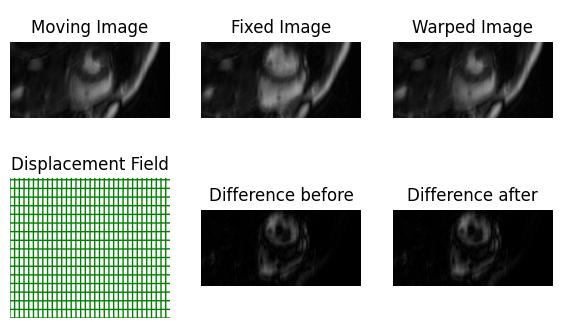 Moving Image
Fixed Image
Warped Image
Displacement Field
Difference before
Difference after